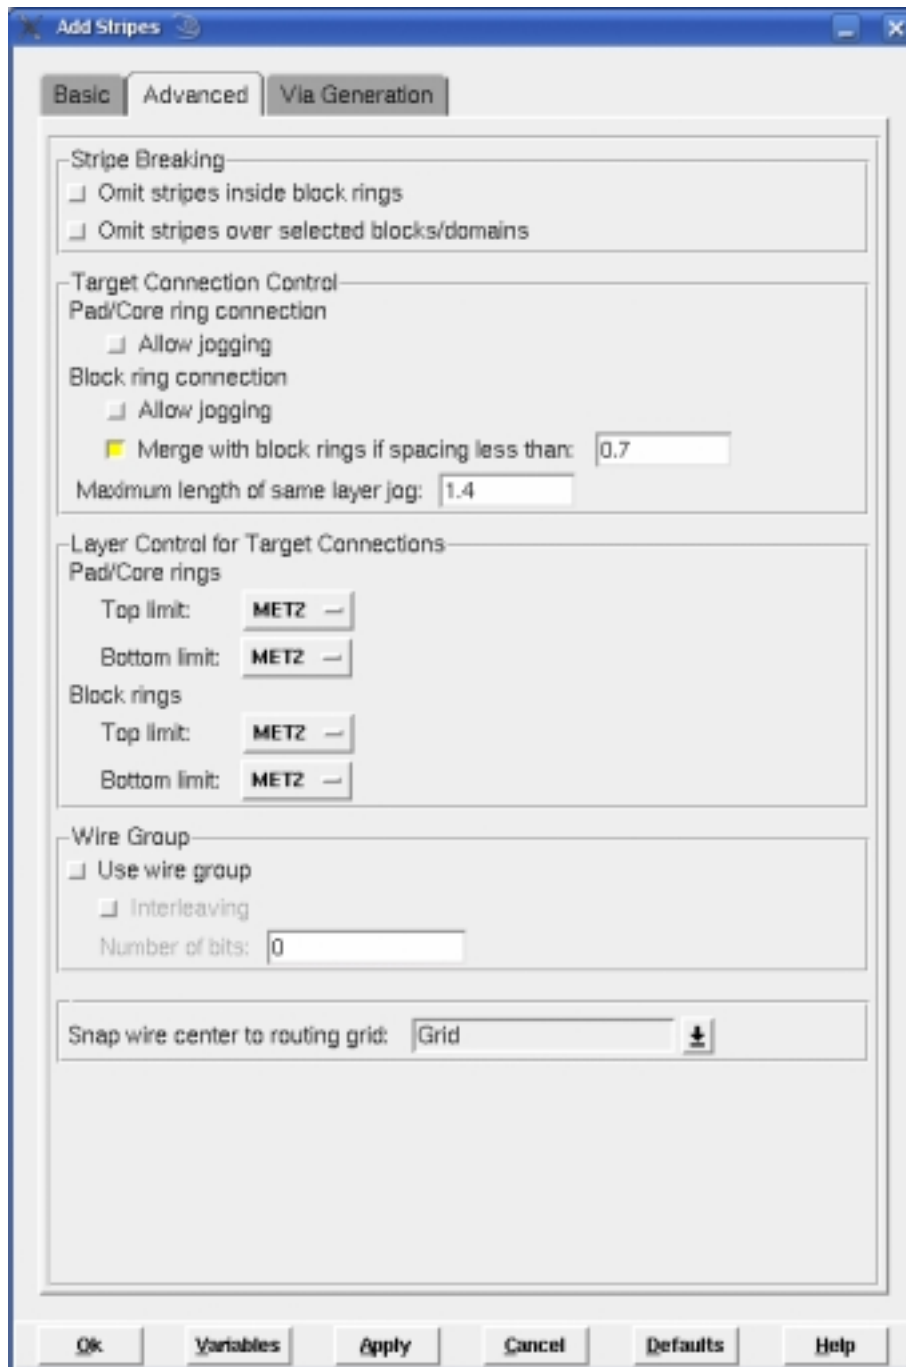 Add Stripes
Basic Advanced Via Generation
Stripe Breaking
Omit stripes inside block rings
Omit stripes over selected blocks/domains
Target Connection Control
Pad/Core ring connection
Allow jogging
Block ring connection
Allow jogging
Merge with block rings if spacing less than: 0.7
Maximum length of same layer jog: 1.4
Layer Control for Target Connections
Pad/Core rings
Top limit: MET2
Bottom limit: MET2
Block rings
Top limit: MET2
Bottom limit: MET2
Wire Group
Use wire group
Interleaving
Number of bits: 0
Snap wire center to routing grid: Grid
Ok Variables Apply Cancel Defaults Help